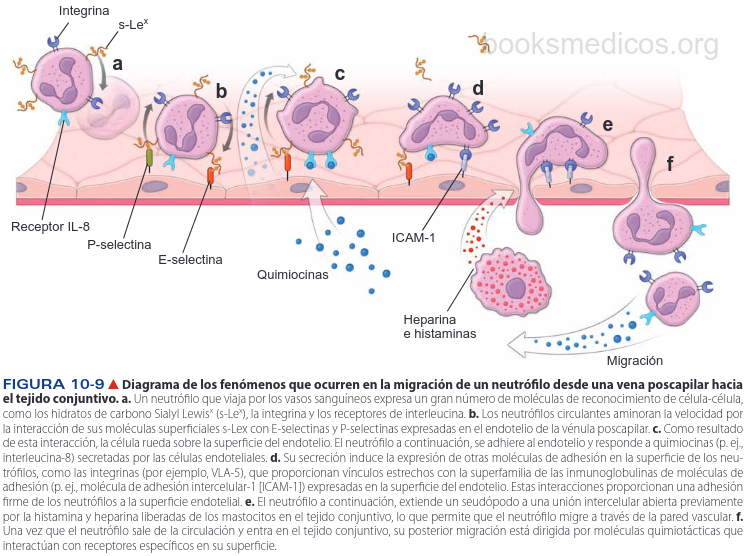 Integrina
s-Leˣ
booksmedicos.org
a
b
c
d
e
f
Receptor IL-8
P-selectina
E-selectina
Quimiocinas
ICAM-1
Heparina
e histaminas
Migración
FIGURA 10-9 ▲ Diagrama de los fenómenos que ocurren en la migración de un neutrófilo desde una vena poscapilar hacia
el tejido conjuntivo. a. Un neutrófilo que viaja por los vasos sanguíneos expresa un gran número de moléculas de reconocimiento de célula-célula,
como los hidratos de carbono Sialyl Lewisˣ (s-Leˣ), la integrina y los receptores de interleucina. b. Los neutrófilos circulantes aminoran la velocidad por
la interacción de sus moléculas superficiales s-Lex con E-selectinas y P-selectinas expresadas en el endotelio de la vénula poscapilar. c. Como resultado
de esta interacción, la célula rueda sobre la superficie del endotelio. El neutrófilo a continuación, se adhiere al endotelio y responde a quimiocinas (p. ej.,
interleucina-8) secretadas por las células endoteliales. d. Su secreción induce la expresión de otras moléculas de adhesión en la superficie de los neu-
trófilos, como las integrinas (por ejemplo, VLA-5), que proporcionan vínculos estrechos con la superfamilia de las inmunoglobulinas de moléculas de
adhesión (p. ej., molécula de adhesión intercelular-1 [ICAM-1]) expresadas en la superficie del endotelio. Estas interacciones proporcionan una adhesión
firme de los neutrófilos a la superficie endotelial. e. El neutrófilo a continuación, extiende un seudópodo a una unión intercelular abierta previamente
por la histamina y heparina liberadas de los mastocitos en el tejido conjuntivo, lo que permite que el neutrófilo migre a través de la pared vascular. f.
Una vez que el neutrófilo sale de la circulación y entra en el tejido conjuntivo, su posterior migración está dirigida por moléculas quimiotácticas que
interactúan con receptores específicos en su superficie.